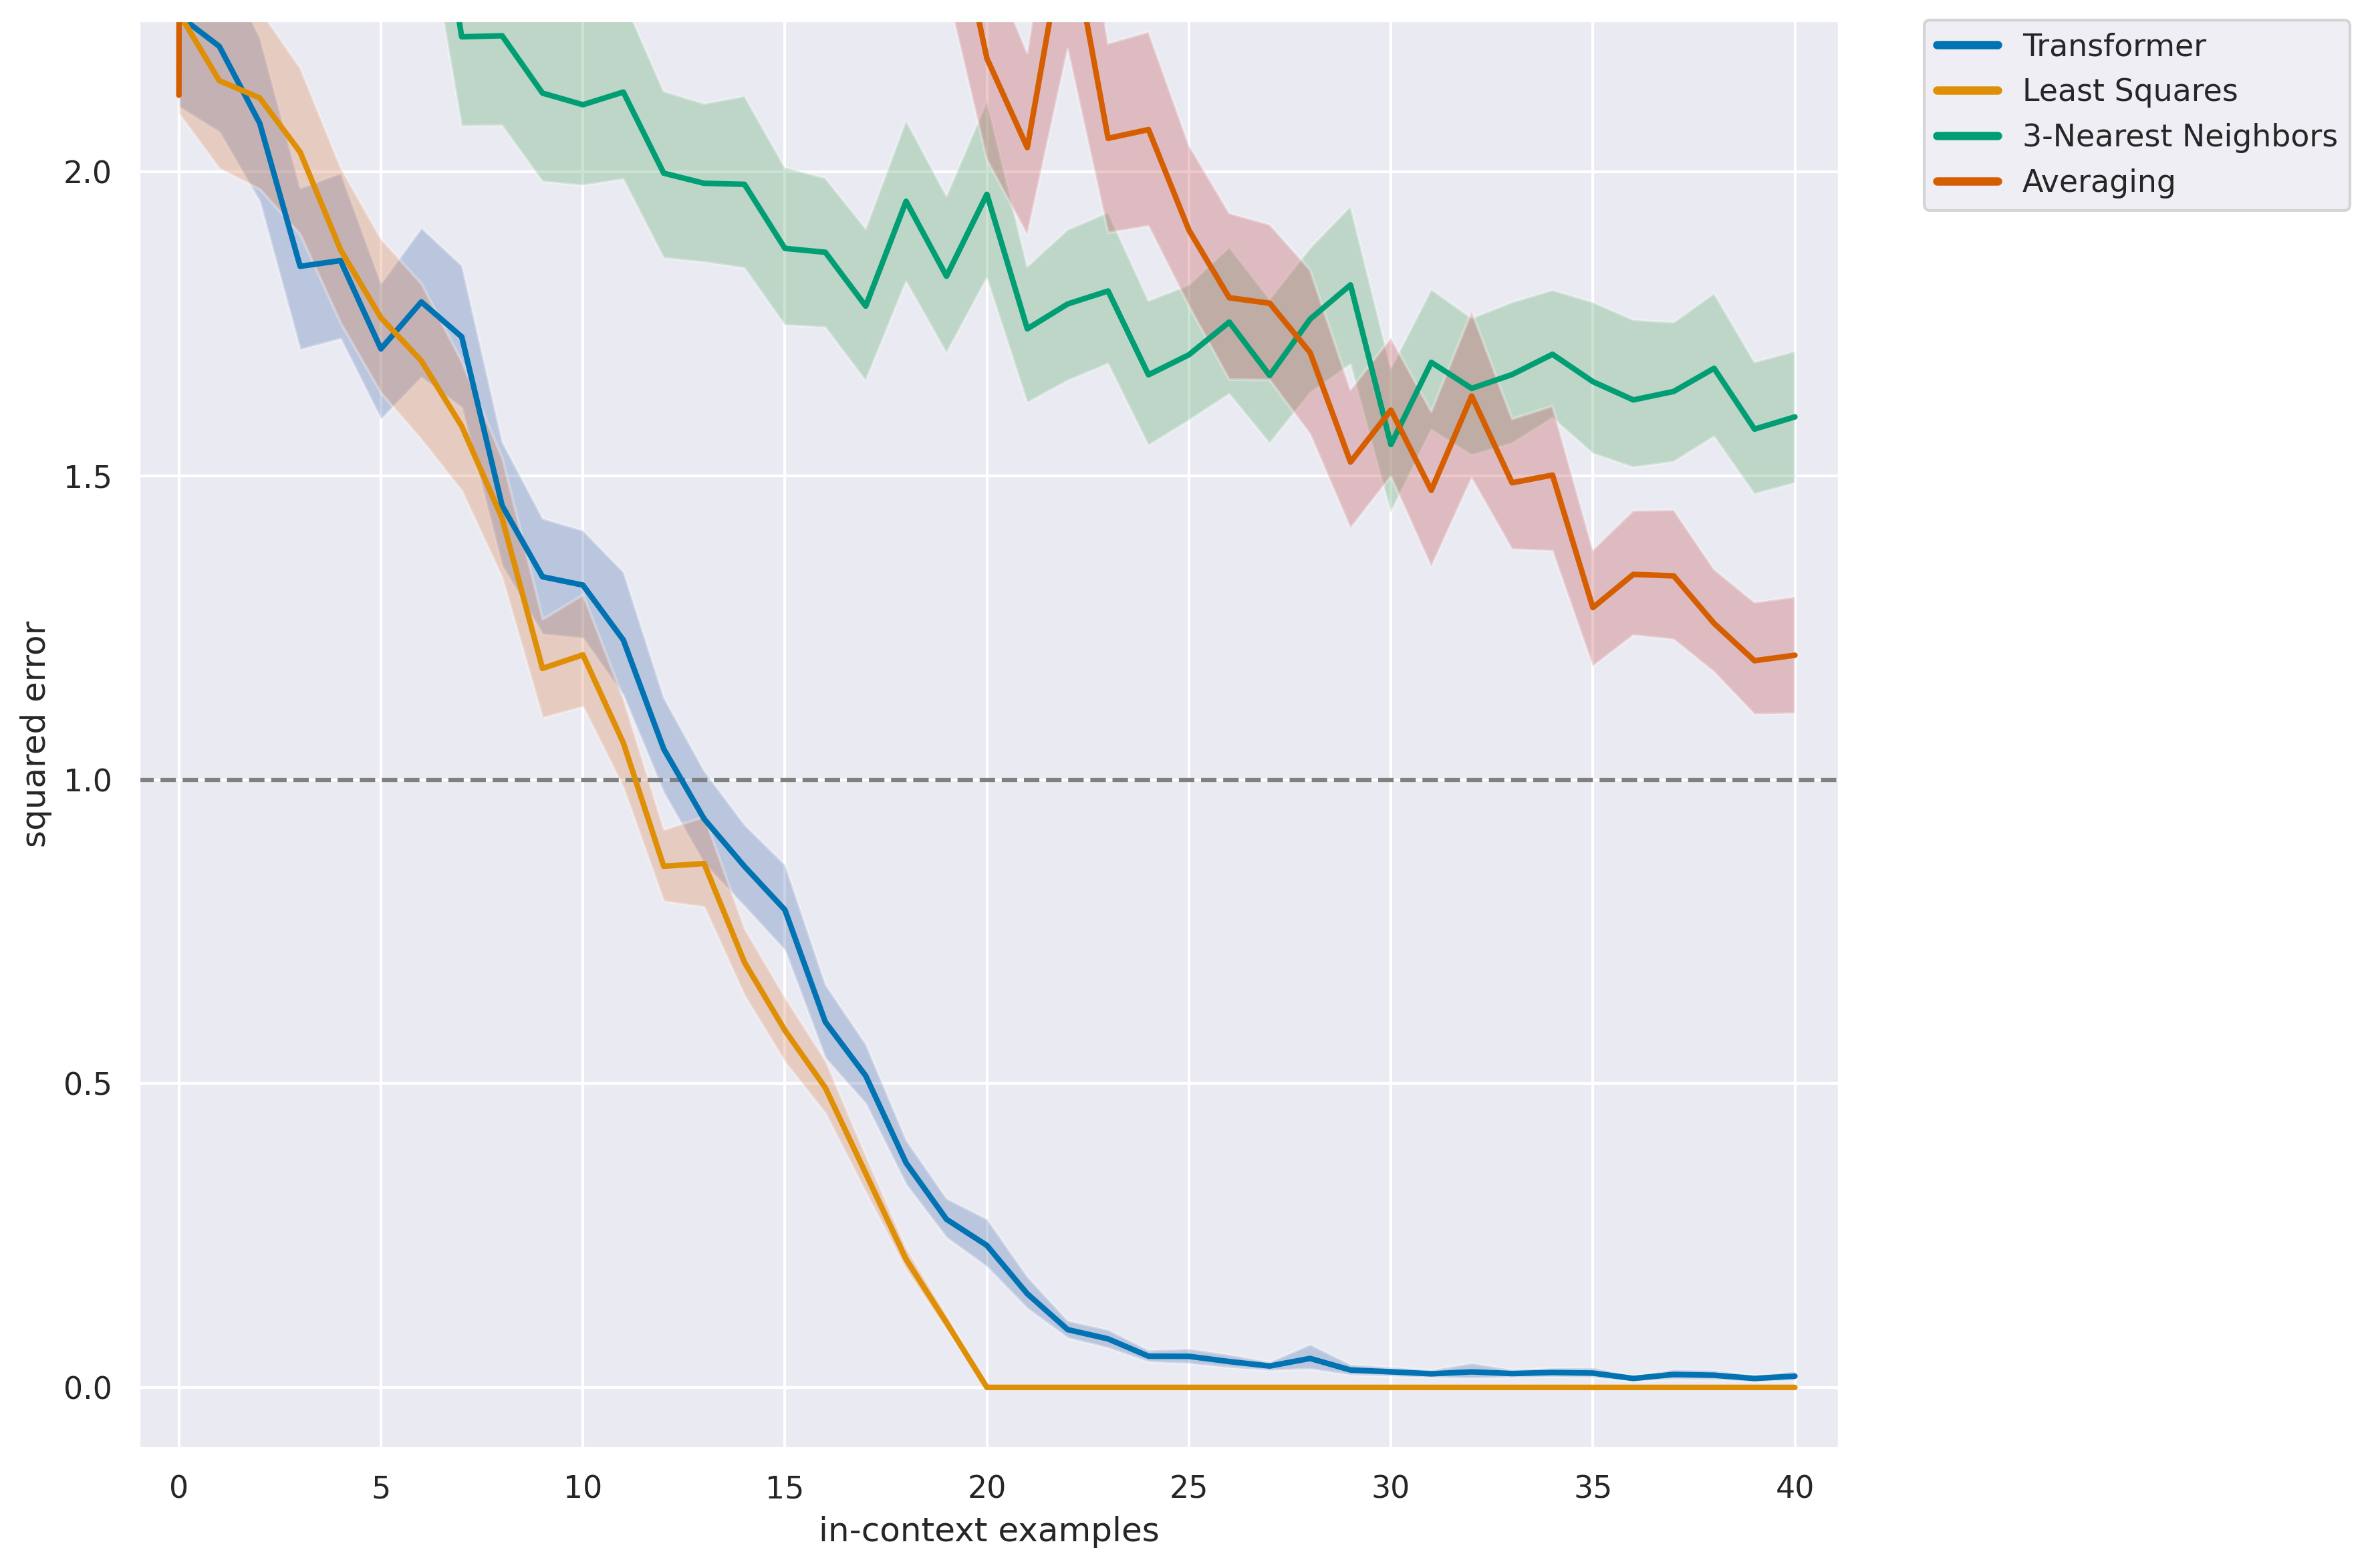 Transformer
Least Squares
3-Nearest Neighbors
Averaging
2.0
1.5
1.0
0.5
0.0
squared error
0 5 10 15 20 25 30 35 40
in-context examples